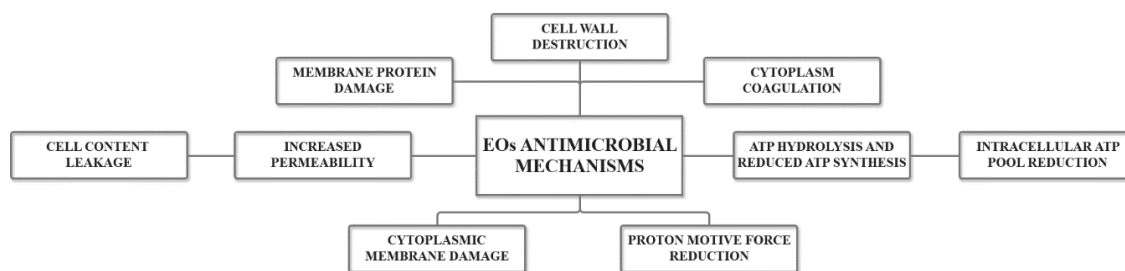 CELL WALL
DESTRUCTION
MEMBRANE PROTEIN
DAMAGE
CYTOPLASM
COAGULATION
CELL CONTENT
LEAKAGE
INCREASED
PERMEABILITY
EOs ANTIMICROBIAL
MECHANISMS
ATP HYDROLYSIS AND
REDUCED ATP SYNTHESIS
INTRACELLULAR ATP
POOL REDUCTION
CYTOPLASMIC
MEMBRANE DAMAGE
PROTON MOTIVE FORCE
REDUCTION